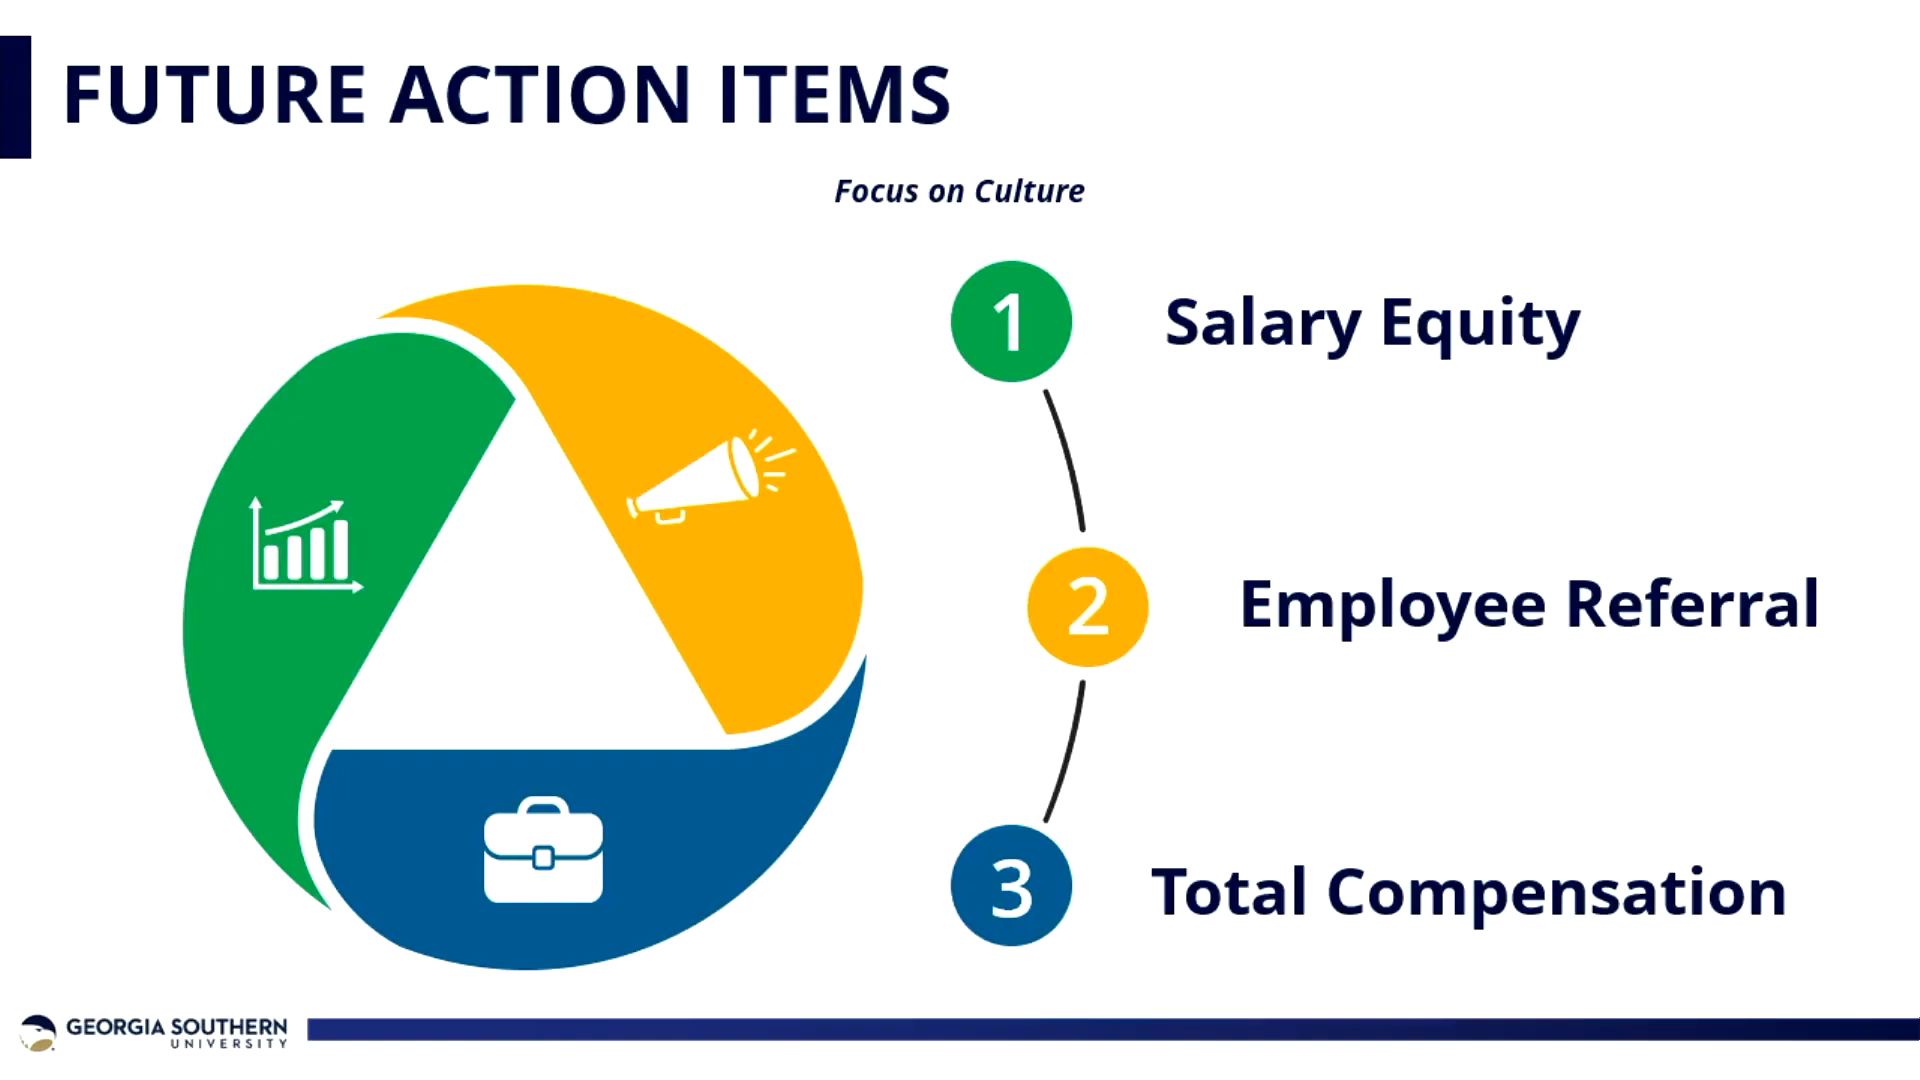 FUTURE ACTION ITEMS
Focus on Culture
1 Salary Equity
2 Employee Referral
3 Total Compensation
GEORGIA SOUTHERN
UNIVERSITY